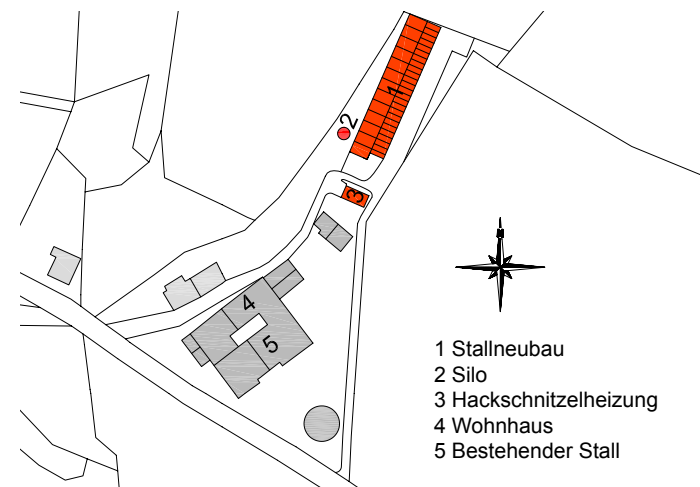 1
2
3
4
5
N
1 Stallneubau
2 Silo
3 Hackschnitzelheizung
4 Wohnhaus
5 Bestehender Stall